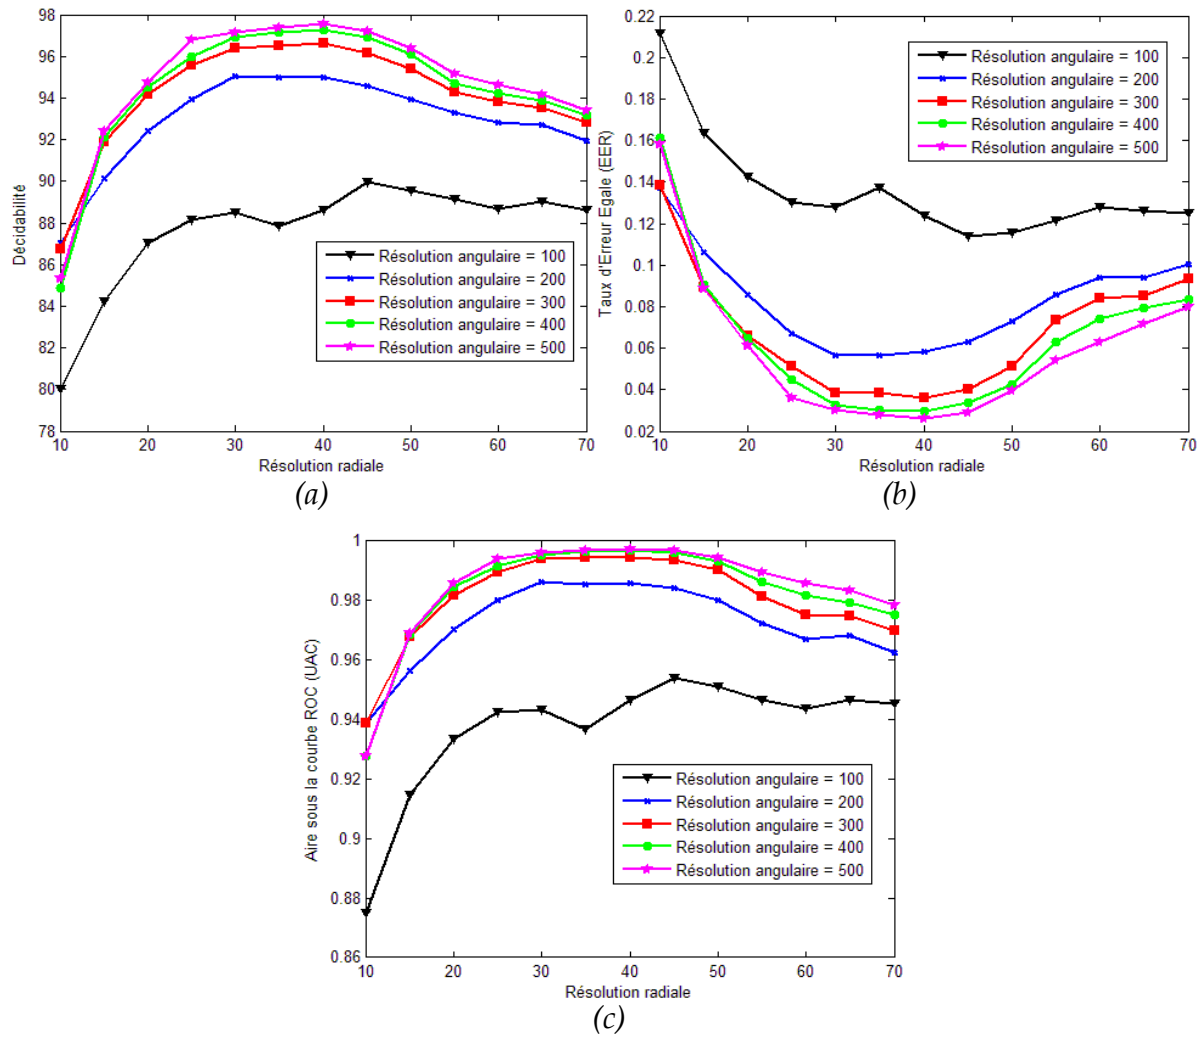 98
96
94
92
90
88
86
84
82
80
78
Décidabilité
Résolution angulaire = 100
Résolution angulaire = 200
Résolution angulaire = 300
Résolution angulaire = 400
Résolution angulaire = 500
10 20 30 40 50 60 70
Résolution radiale
(a)
0.22
0.2
0.18
0.16
0.14
0.12
0.1
0.08
0.06
0.04
0.02
Taux d'Erreur Egale (EER)
Résolution angulaire = 100
Résolution angulaire = 200
Résolution angulaire = 300
Résolution angulaire = 400
Résolution angulaire = 500
10 20 30 40 50 60 70
Résolution radiale
(b)
1
0.98
0.96
0.94
0.92
0.9
0.88
0.86
Aire sous la courbe ROC (UAC)
Résolution angulaire = 100
Résolution angulaire = 200
Résolution angulaire = 300
Résolution angulaire = 400
Résolution angulaire = 500
10 20 30 40 50 60 70
Résolution radiale
(c)